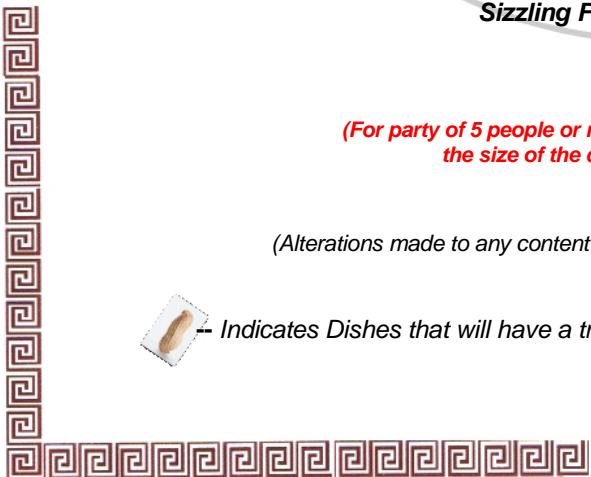 Sizzling F
(For party of 5 people or
the size of the
(Alterations made to any content
-- Indicates Dishes that will have a